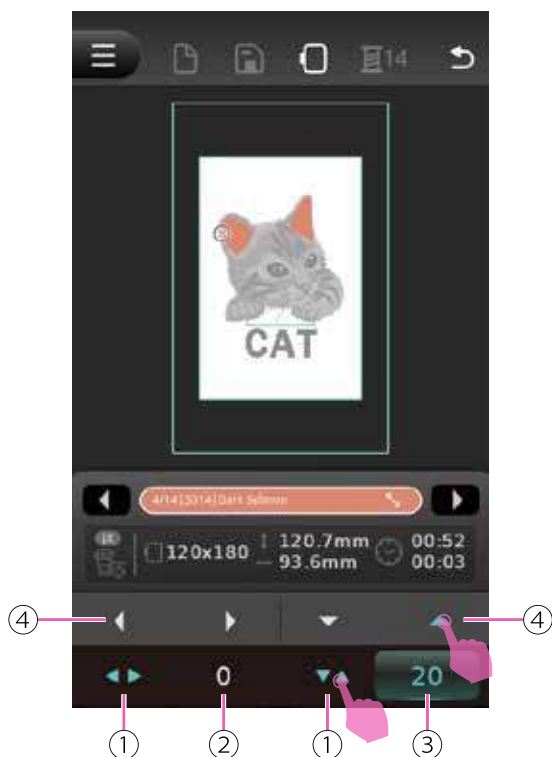 14
CAT
4/14[3014]Dark Salmon
120x180
120.7mm
00:52
93.6mm
00:03
④
④
0
20
①
②
①
③